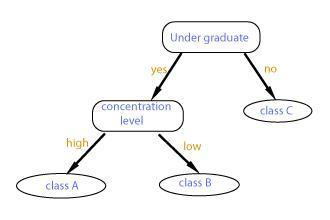 Under graduate
yes
no
concentration
level
class C
high
low
class A
class B